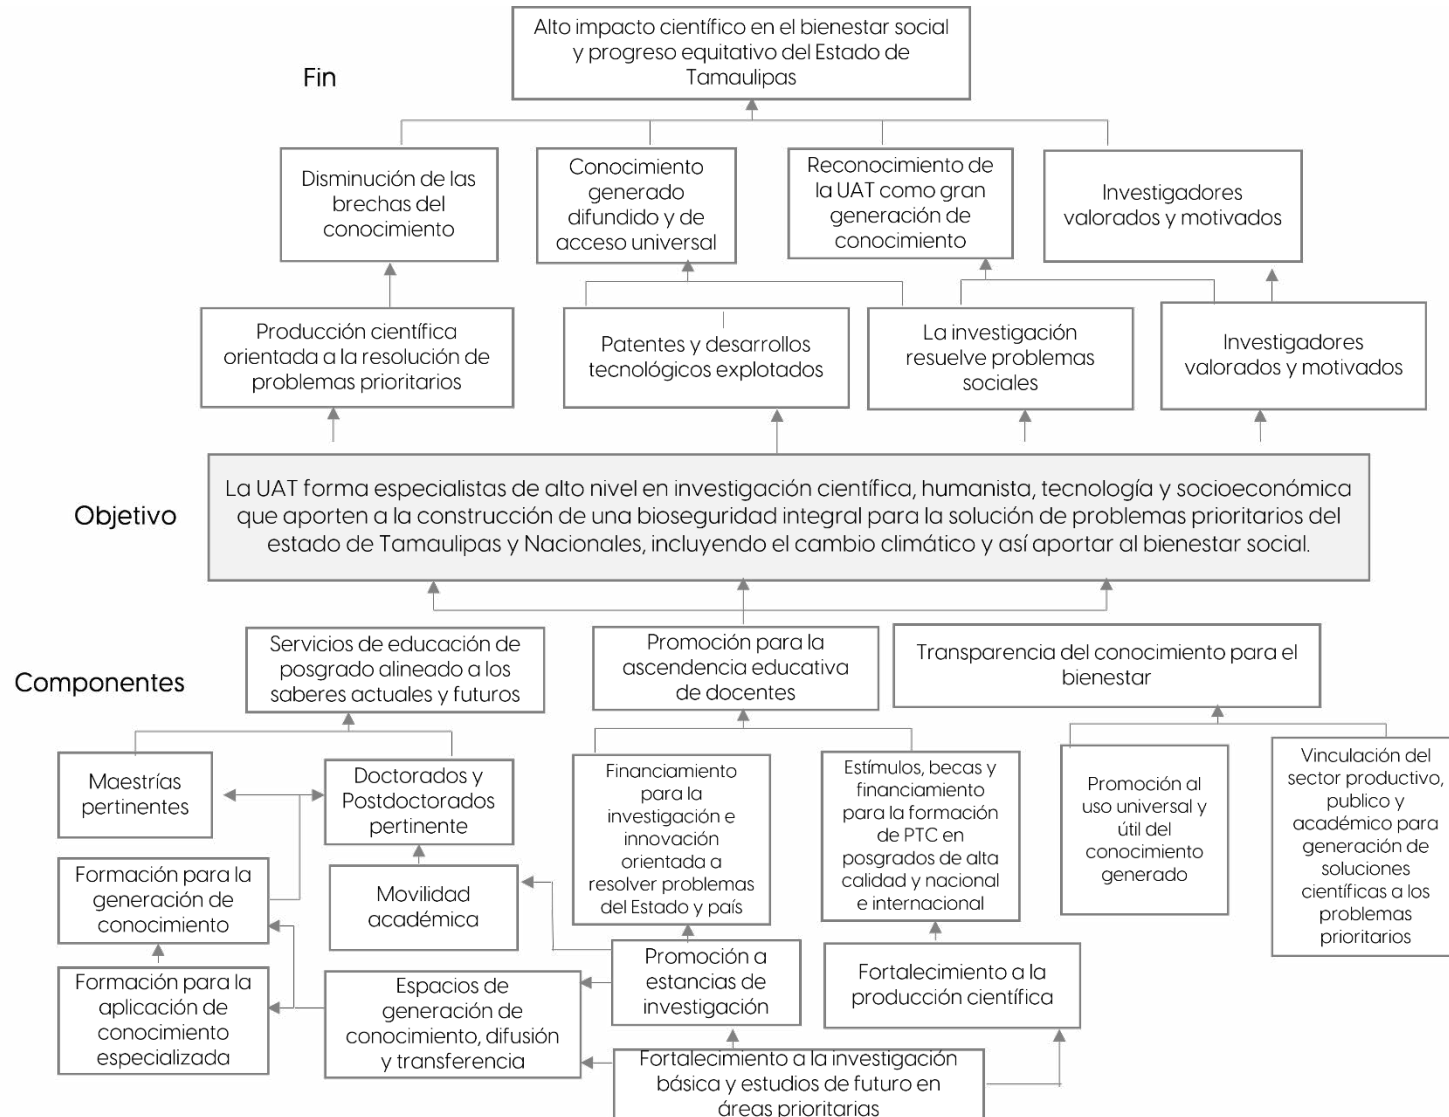 Alto impacto científico en el bienestar social
y progreso equitativo del Estado de
Tamaulipas
Fin
Disminución de las
brechas del
conocimiento
Conocimiento
generado
difundido y de
acceso universal
Reconocimiento de
la UAT como gran
generación de
conocimiento
Investigadores
valorados y motivados
Producción científica
orientada a la resolución de
problemas prioritarios
Patentes y desarrollos
tecnológicos explotados
La investigación
resuelve problemas
sociales
Investigadores
valorados y motivados
Objetivo
La UAT forma especialistas de alto nivel en investigación científica, humanista, tecnología y socioeconómica
que aporten a la construcción de una bioseguridad integral para la solución de problemas prioritarios del
estado de Tamaulipas y Nacionales, incluyendo el cambio climático y así aportar al bienestar social.
Componentes
Servicios de educación de
posgrado alineado a los
saberes actuales y futuros
Promoción para la
ascendencia educativa
de docentes
Transparencia del conocimiento para el
bienestar
Maestrías
pertinentes
Doctorados y
Postdoctorados
pertinente
Financiamiento
para la
investigación e
innovación
orientada a
resolver problemas
del Estado y país
Estímulos, becas y
financiamiento
para la formación
de PTC en
posgrados de alta
calidad y nacional
e internacional
Promoción al
uso universal y
útil del
conocimiento
generado
Vinculación del
sector productivo,
publico y
académico para
generación de
soluciones
científicas a los
problemas
prioritarios
Formación para la
generación de
conocimiento
Movilidad
académica
Formación para la
aplicación de
conocimiento
especializada
Espacios de
generación de
conocimiento, difusión
y transferencia
Promoción a
estancias de
investigación
Fortalecimiento a la
producción científica
Fortalecimiento a la investigación
básica y estudios de futuro en
áreas prioritarias